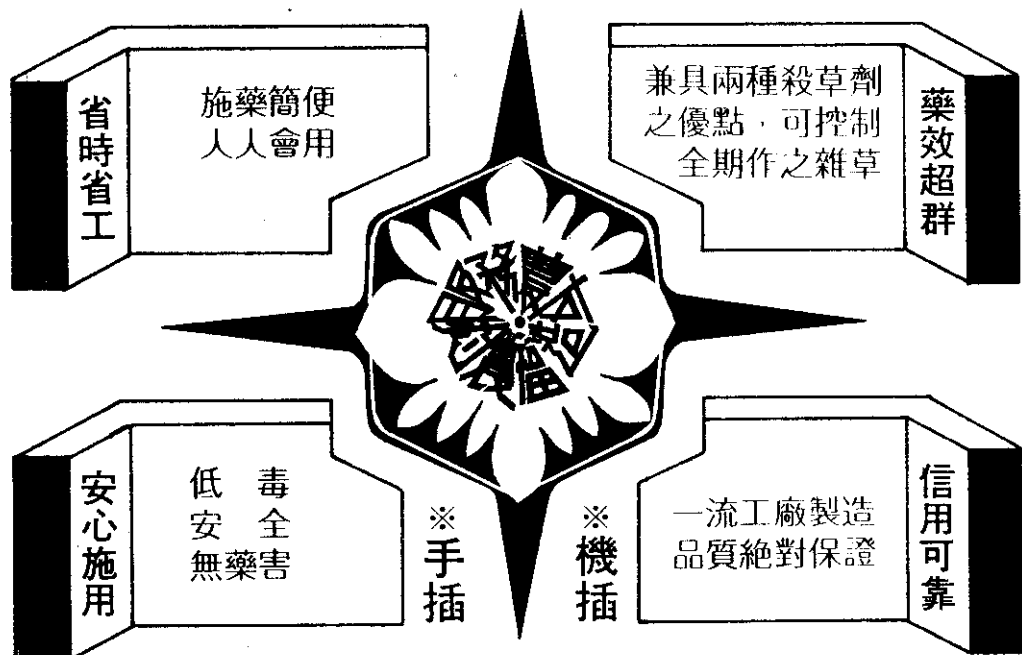 省時省工
施藥簡便
人人會用
藥效超群
兼具兩種殺草劑
之優點，可控制
全期作之雜草
安心施用
低 毒
安 全
無藥害
※手插
※機插
信用可靠
一流工廠製造
品質絕對保證